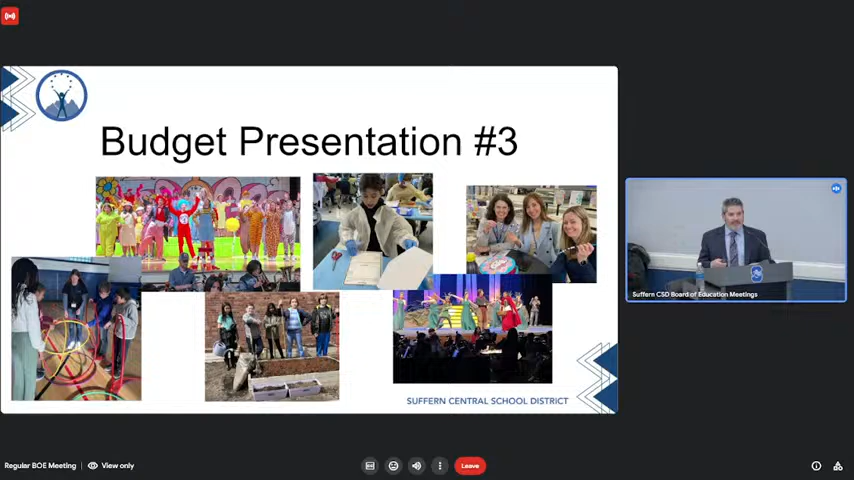 Budget Presentation #3
SUFFERN CENTRAL SCHOOL DISTRICT
Suffern CSD Board of Education Meetings
Regular BOE Meeting
View only
Leave